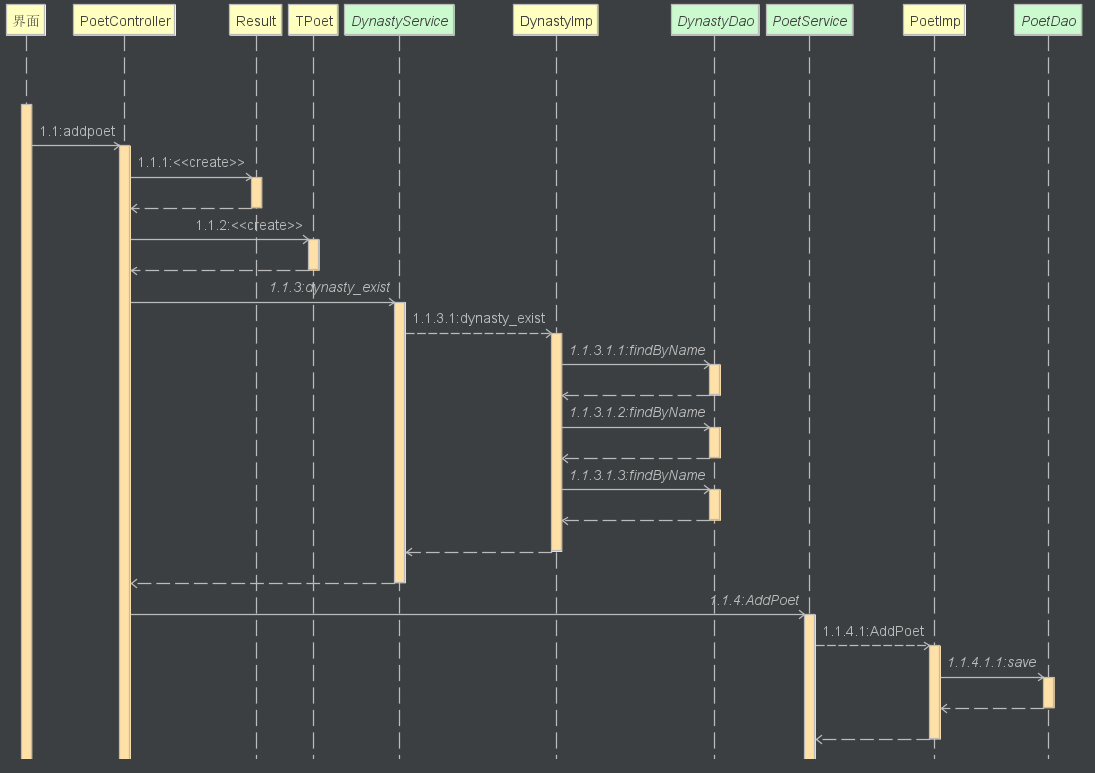 界面 PoetController Result TPoet DynastyService DynastyImp DynastyDao PoetService PoetImp PoetDao
1.1:addpoet
1.1.1:<<create>>
1.1.2:<<create>>
1.1.3:dynasty_exist
1.1.3.1:dynasty_exist
1.1.3.1.1:findByName
1.1.3.1.2:findByName
1.1.3.1.3:findByName
1.1.4:AddPoet
1.1.4.1:AddPoet
1.1.4.1.1:save